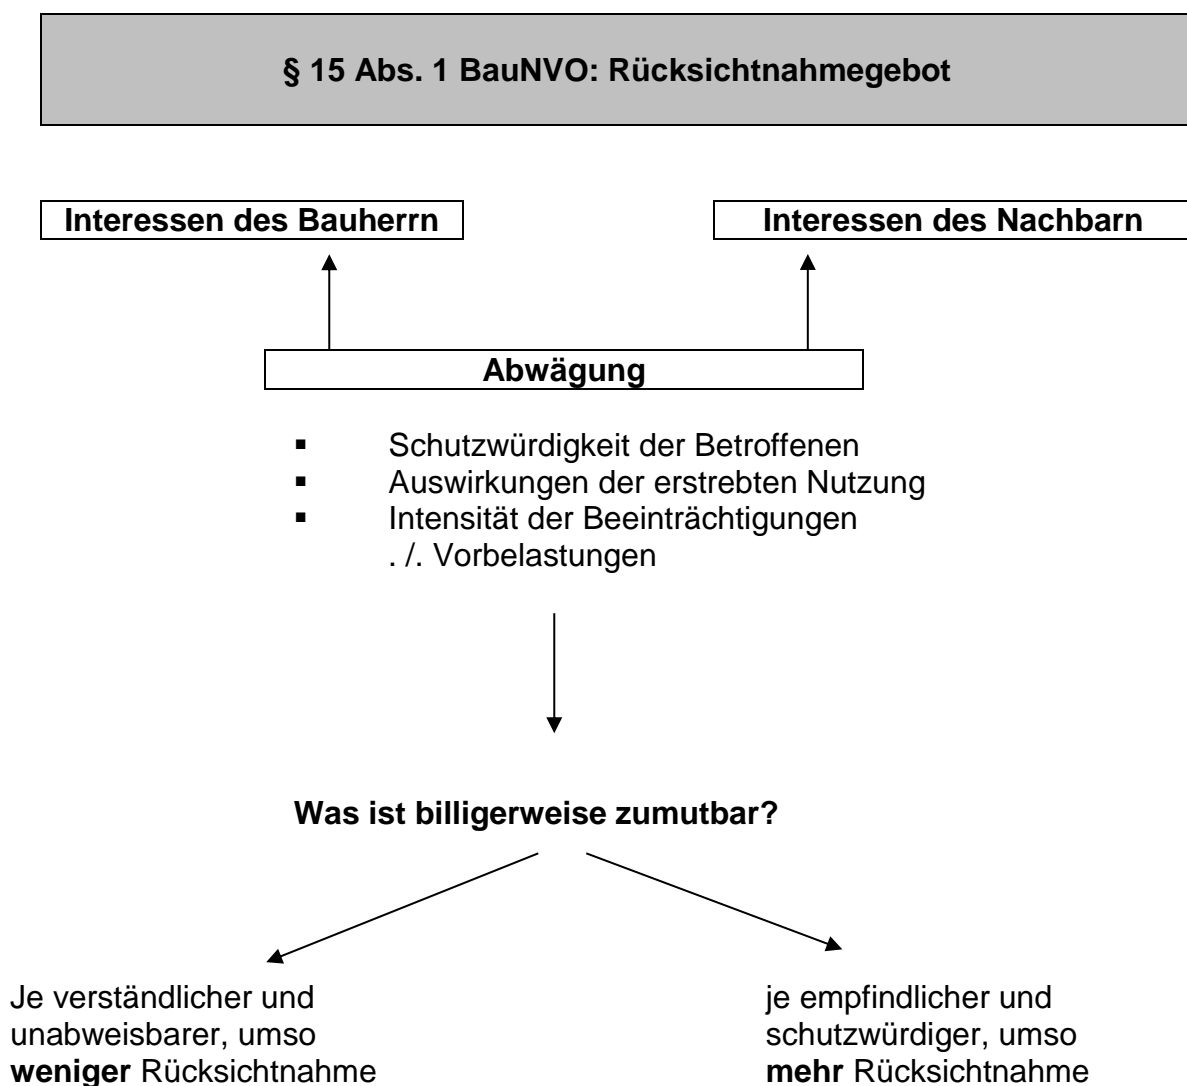 § 15 Abs. 1 BauNVO: Rücksichtnahmegebot
Interessen des Bauherrn
Interessen des Nachbarn
Abwägung
▪ Schutzwürdigkeit der Betroffenen
▪ Auswirkungen der erstrebten Nutzung
▪ Intensität der Beeinträchtigungen
. /. Vorbelastungen
Was ist billigerweise zumutbar?
Je verständlicher und
unabweisbarer, umso
weniger Rücksichtnahme
je empfindlicher und
schutzwürdiger, umso
mehr Rücksichtnahme